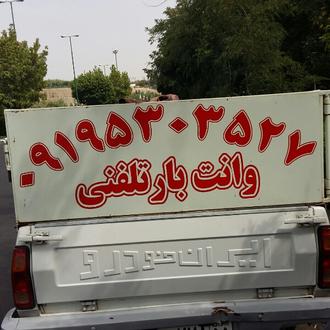 ۰۹۱۹۵۳۰۳۵۲۷
وانت بار تلفنی
ایران خودرو